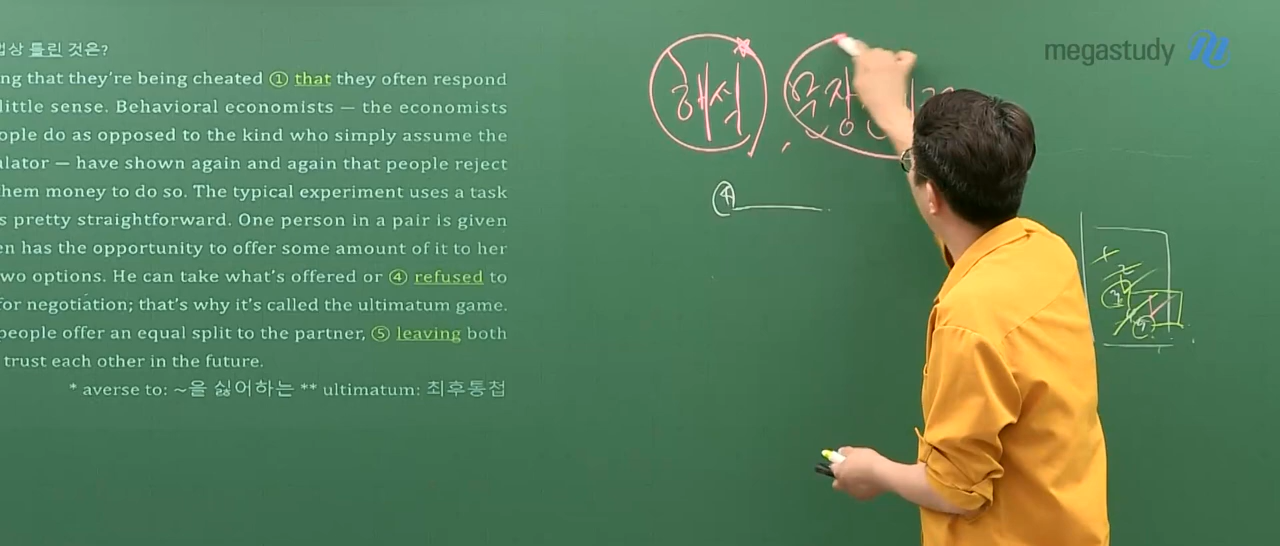 법상 틀린 것은?
ng that they're being cheated ① that they often respond
little sense. Behavioral economists — the economists
ople do as opposed to the kind who simply assume the
ulator — have shown again and again that people reject
them money to do so. The typical experiment uses a task
s pretty straightforward. One person in a pair is given
en has the opportunity to offer some amount of it to her
wo options. He can take what's offered or ④ refused to
for negotiation; that's why it's called the ultimatum game.
people offer an equal split to the partner, ⑤ leaving both
trust each other in the future.
* averse to: ~을 싫어하는 ** ultimatum: 최후통첩
megastudy
해석
④